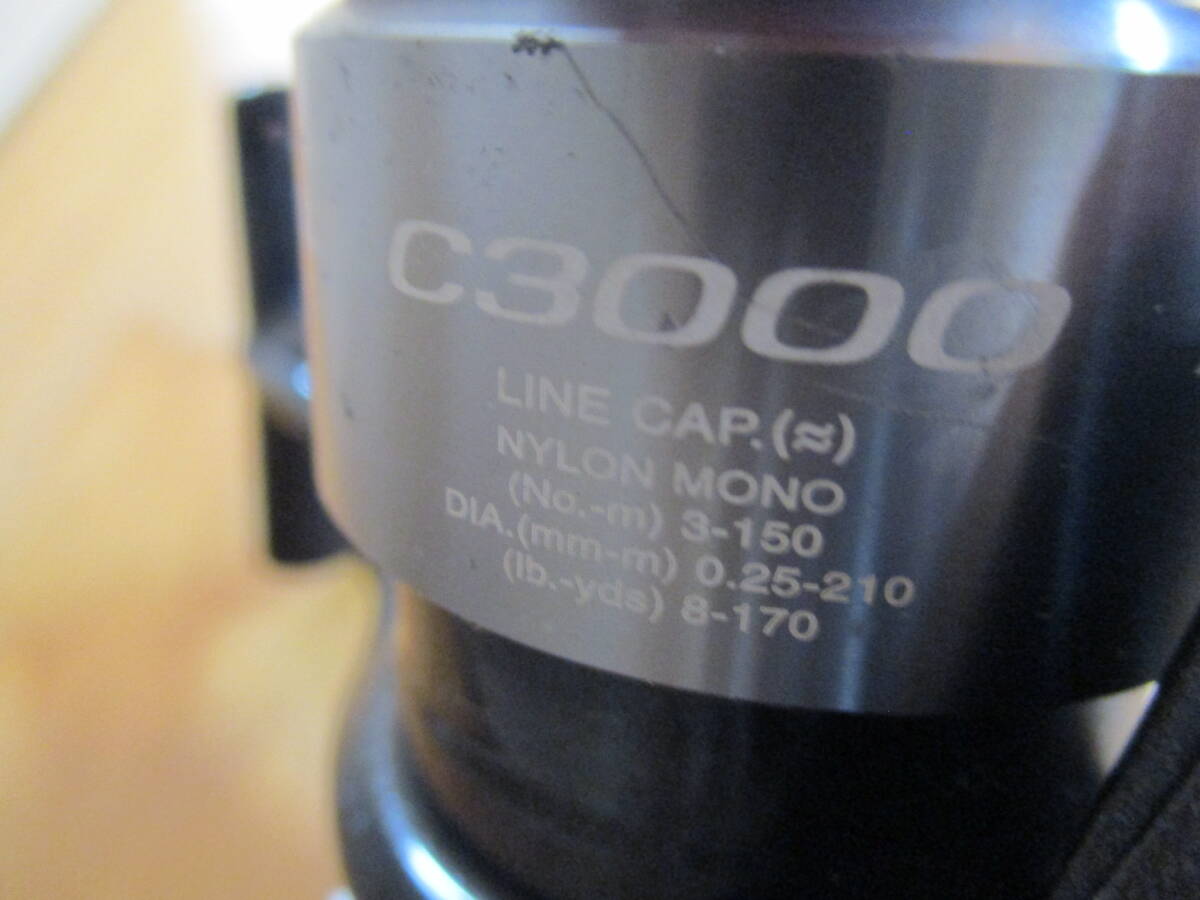 C3000
LINE CAP.(≈)
NYLON MONO
(No.-m) 3-150
DIA.(mm-m) 0.25-210
(lb.-yds) 8-170